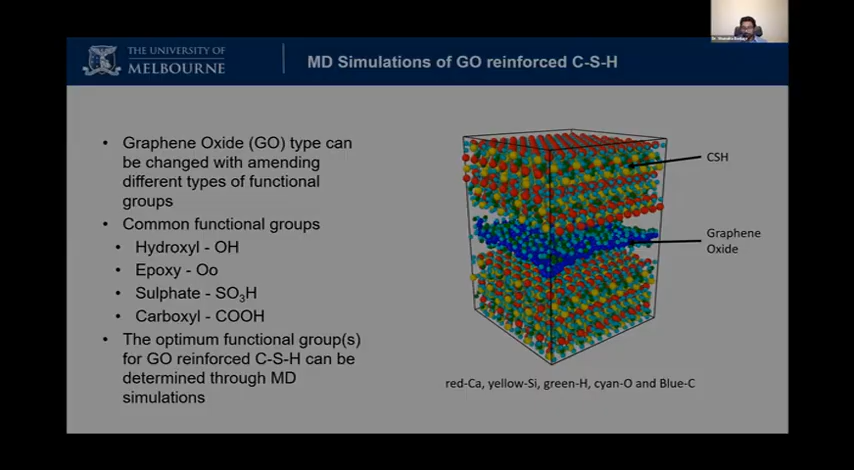 THE UNIVERSITY OF
MELBOURNE
MD Simulations of GO reinforced C-S-H
• Graphene Oxide (GO) type can
be changed with amending
different types of functional
groups
• Common functional groups
• Hydroxyl - OH
• Epoxy - Oo
• Sulphate - SO₃H
• Carboxyl - COOH
• The optimum functional group(s)
for GO reinforced C-S-H can be
determined through MD
simulations
CSH
Graphene
Oxide
red-Ca, yellow-Si, green-H, cyan-O and Blue-C